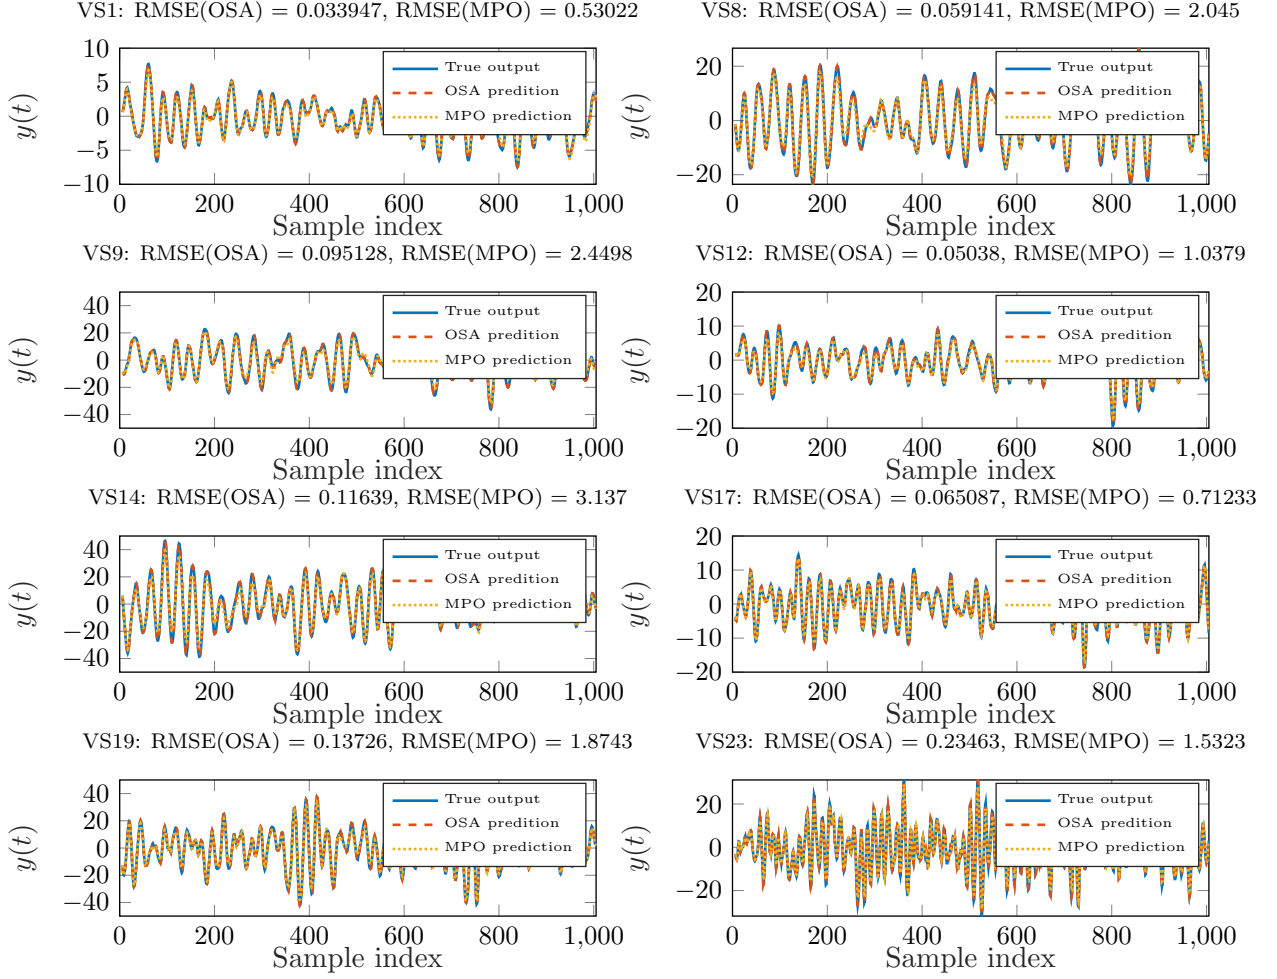 VS1: RMSE(OSA) = 0.033947, RMSE(MPO) = 0.53022
10
5
0
−5
−10
y(t)
True output
OSA predition
MPO prediction
0 200 400 600 800 1,000
Sample index
VS8: RMSE(OSA) = 0.059141, RMSE(MPO) = 2.045
20
0
−20
y(t)
True output
OSA predition
MPO prediction
0 200 400 600 800 1,000
Sample index
VS9: RMSE(OSA) = 0.095128, RMSE(MPO) = 2.4498
40
20
0
−20
−40
y(t)
True output
OSA predition
MPO prediction
0 200 400 600 800 1,000
Sample index
VS12: RMSE(OSA) = 0.05038, RMSE(MPO) = 1.0379
20
10
0
−10
−20
y(t)
True output
OSA predition
MPO prediction
0 200 400 600 800 1,000
Sample index
VS14: RMSE(OSA) = 0.11639, RMSE(MPO) = 3.137
40
20
0
−20
−40
y(t)
True output
OSA predition
MPO prediction
0 200 400 600 800 1,000
Sample index
VS17: RMSE(OSA) = 0.065087, RMSE(MPO) = 0.71233
20
10
0
−10
−20
y(t)
True output
OSA predition
MPO prediction
0 200 400 600 800 1,000
Sample index
VS19: RMSE(OSA) = 0.13726, RMSE(MPO) = 1.8743
40
20
0
−20
−40
y(t)
True output
OSA predition
MPO prediction
0 200 400 600 800 1,000
Sample index
VS23: RMSE(OSA) = 0.23463, RMSE(MPO) = 1.5323
20
0
−20
y(t)
True output
OSA predition
MPO prediction
0 200 400 600 800 1,000
Sample index